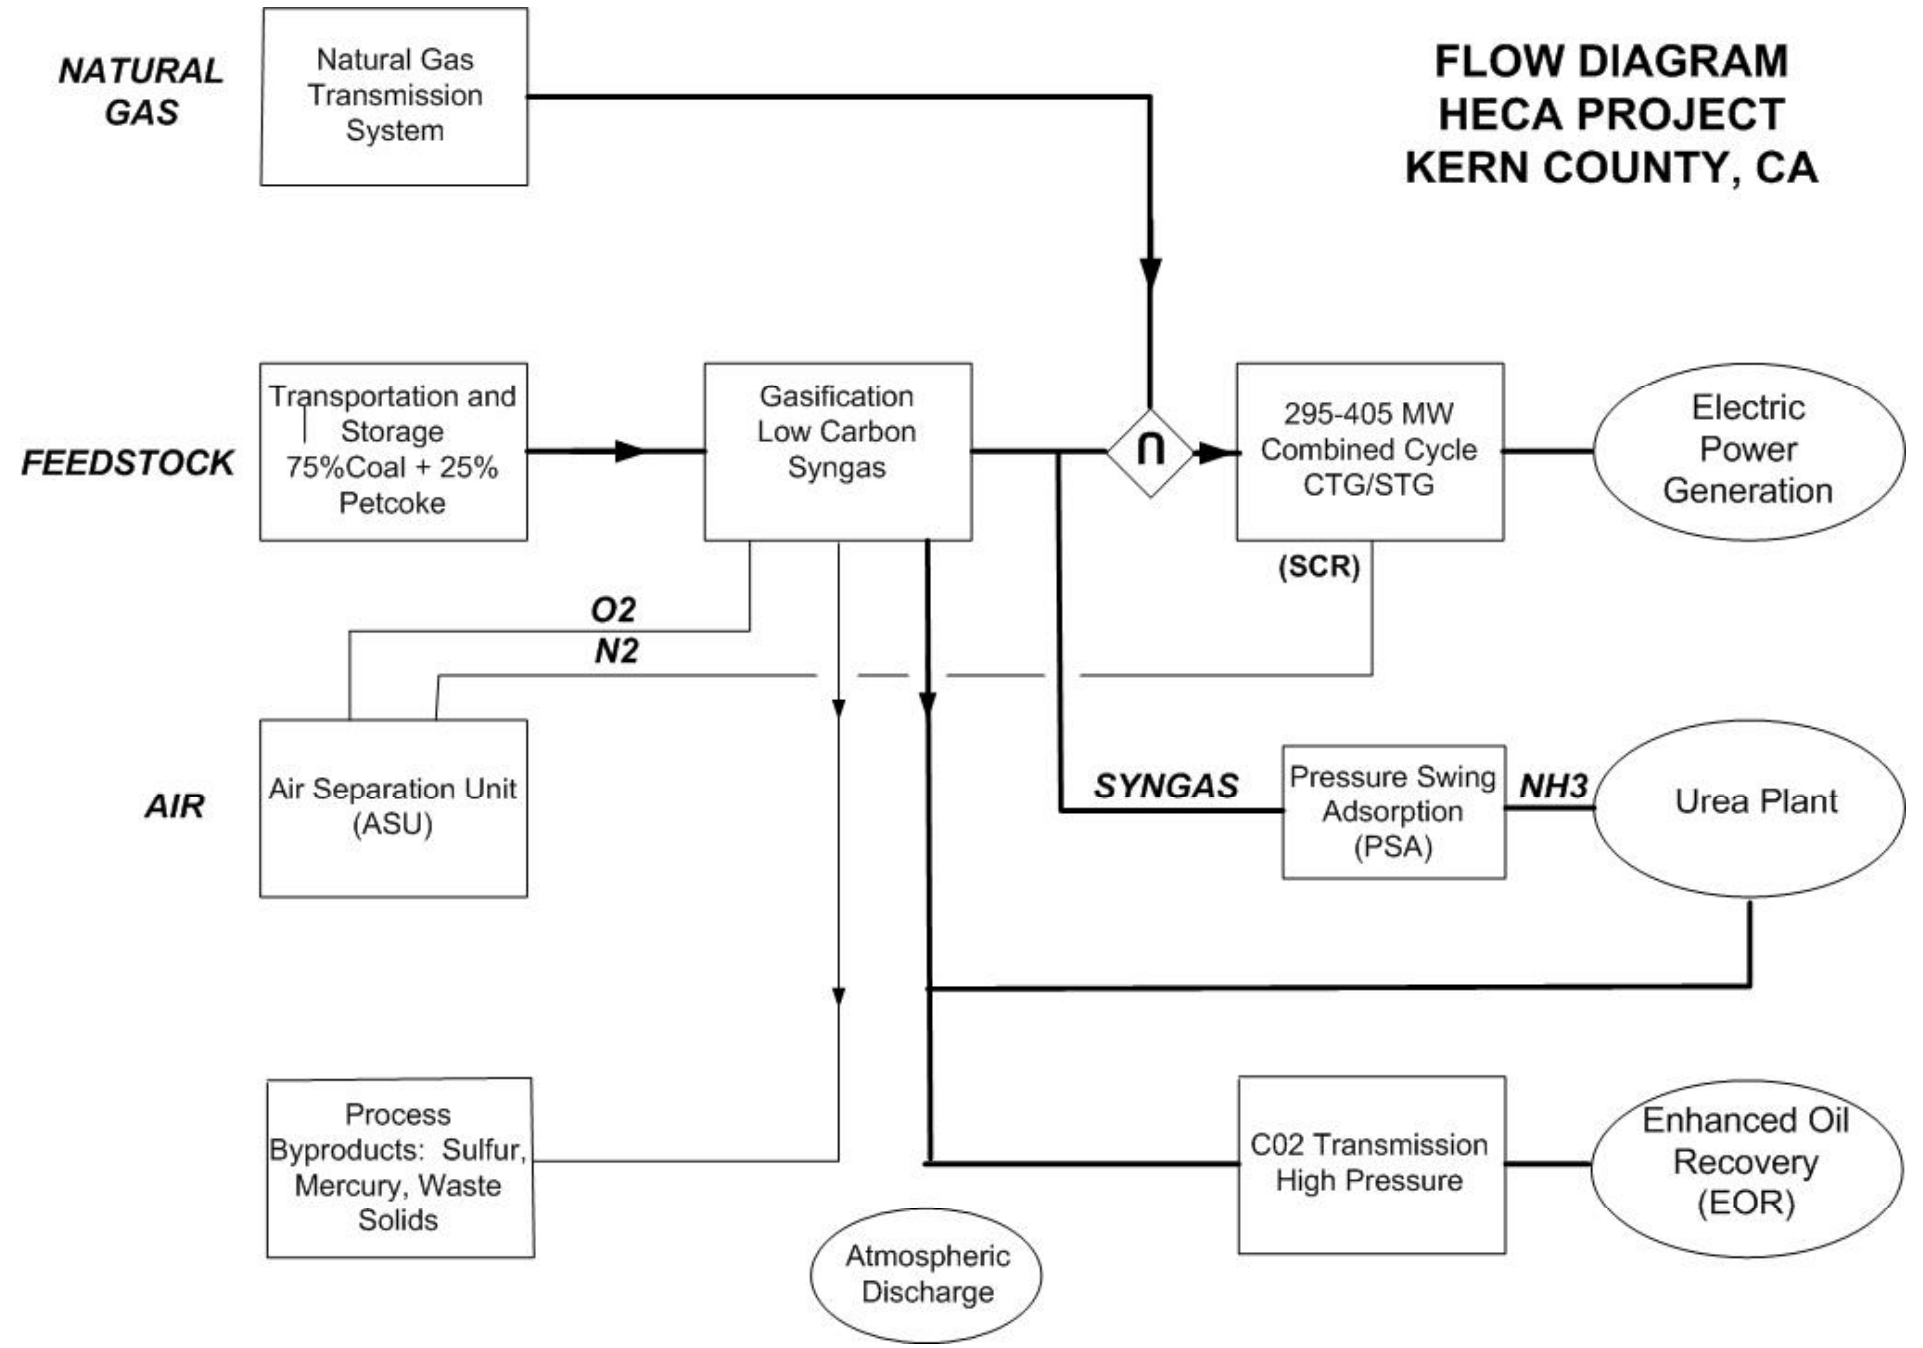 NATURAL
GAS
Natural Gas
Transmission
System
FLOW DIAGRAM
HECA PROJECT
KERN COUNTY, CA
FEEDSTOCK
Transportation and
Storage
75%Coal + 25%
Petcoke
Gasification
Low Carbon
Syngas
n
295-405 MW
Combined Cycle
CTG/STG
(SCR)
Electric
Power
Generation
O2
N2
AIR
Air Separation Unit
(ASU)
SYNGAS
Pressure Swing
Adsorption
(PSA)
NH3
Urea Plant
Process
Byproducts: Sulfur,
Mercury, Waste
Solids
Atmospheric
Discharge
C02 Transmission
High Pressure
Enhanced Oil
Recovery
(EOR)